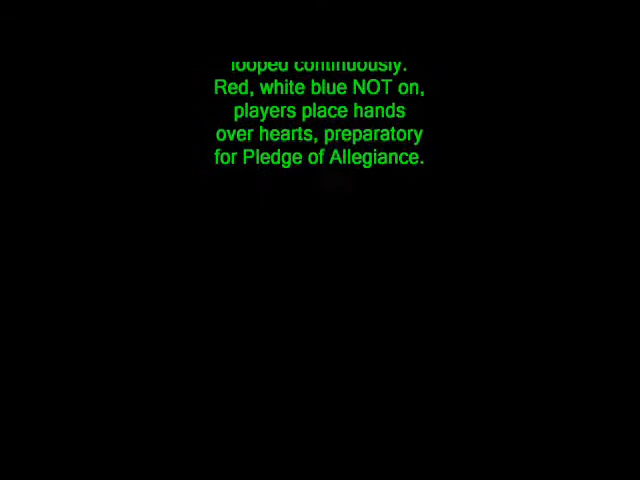 looped continuously.
Red, white blue NOT on,
players place hands
over hearts, preparatory
for Pledge of Allegiance.